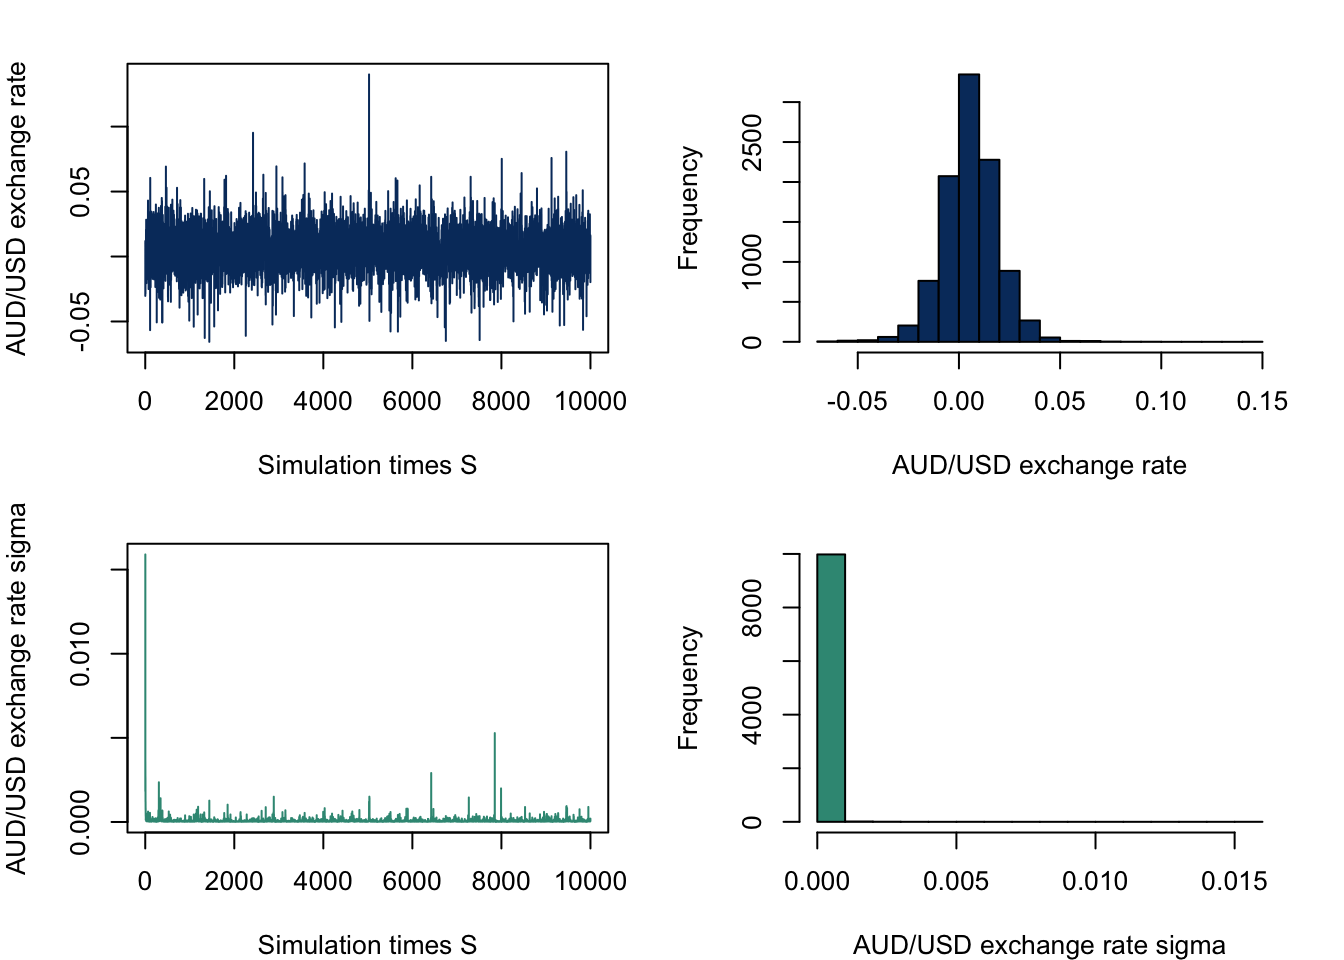 AUD/USD exchange rate
0.05
-0.05
0 2000 4000 6000 8000 10000
Simulation times S
Frequency
2500
1000
0
-0.05 0.00 0.05 0.10 0.15
AUD/USD exchange rate
AUD/USD exchange rate sigma
0.010
0.000
0 2000 4000 6000 8000 10000
Simulation times S
Frequency
8000
4000
0
0.000 0.005 0.010 0.015
AUD/USD exchange rate sigma